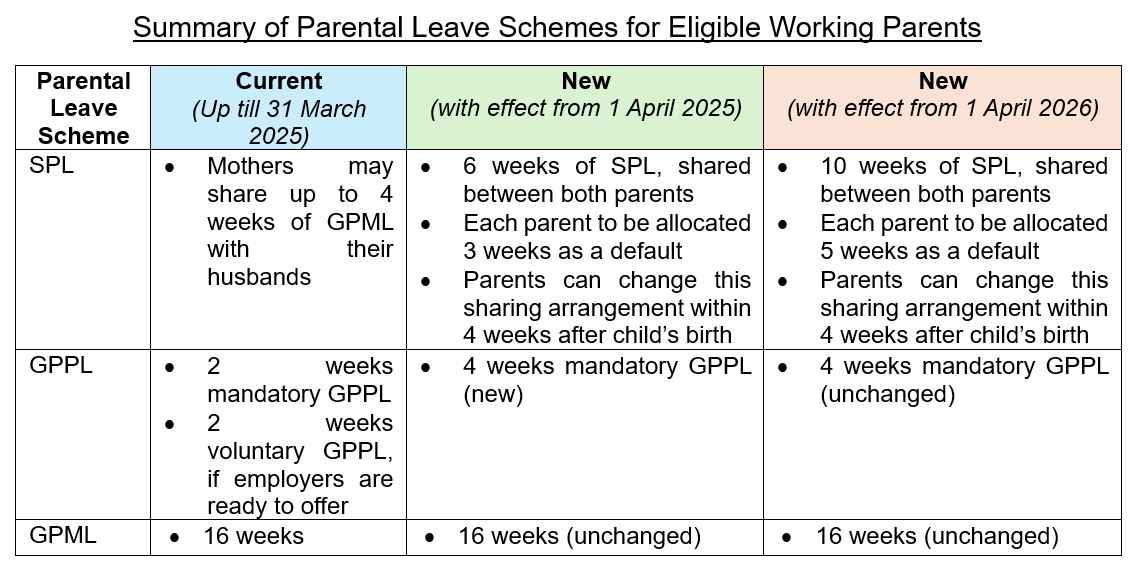 Summary of Parental Leave Schemes for Eligible Working Parents
Parental
Leave
Scheme
Current
(Up till 31 March
2025)
New
(with effect from 1 April 2025)
New
(with effect from 1 April 2026)
SPL
• Mothers may
share up to 4
weeks of GPML
with their
husbands
• 6 weeks of SPL, shared
between both parents
• Each parent to be allocated
3 weeks as a default
• Parents can change this
sharing arrangement within
4 weeks after child’s birth
• 10 weeks of SPL, shared
between both parents
• Each parent to be allocated
5 weeks as a default
• Parents can change this
sharing arrangement within
4 weeks after child’s birth
GPPL
• 2 weeks
mandatory GPPL
• 2 weeks
voluntary GPPL,
if employers are
ready to offer
• 4 weeks mandatory GPPL
(new)
• 4 weeks mandatory GPPL
(unchanged)
GPML
• 16 weeks
• 16 weeks (unchanged)
• 16 weeks (unchanged)